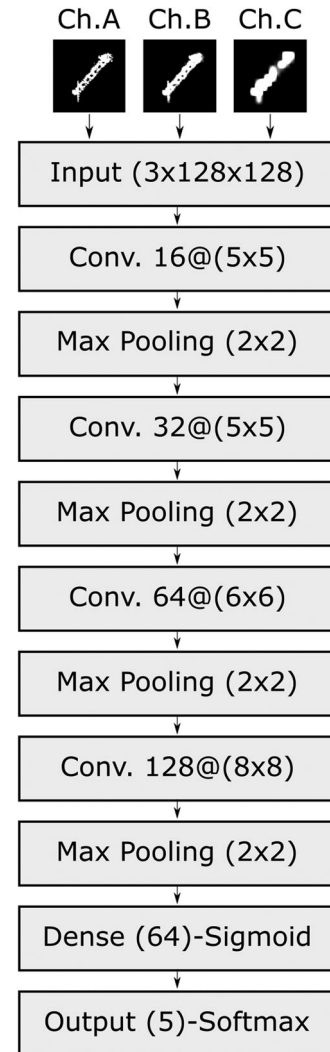 Ch.A Ch.B Ch.C
Input (3x128x128)
Conv. 16@(5x5)
Max Pooling (2x2)
Conv. 32@(5x5)
Max Pooling (2x2)
Conv. 64@(6x6)
Max Pooling (2x2)
Conv. 128@(8x8)
Max Pooling (2x2)
Dense (64)-Sigmoid
Output (5)-Softmax